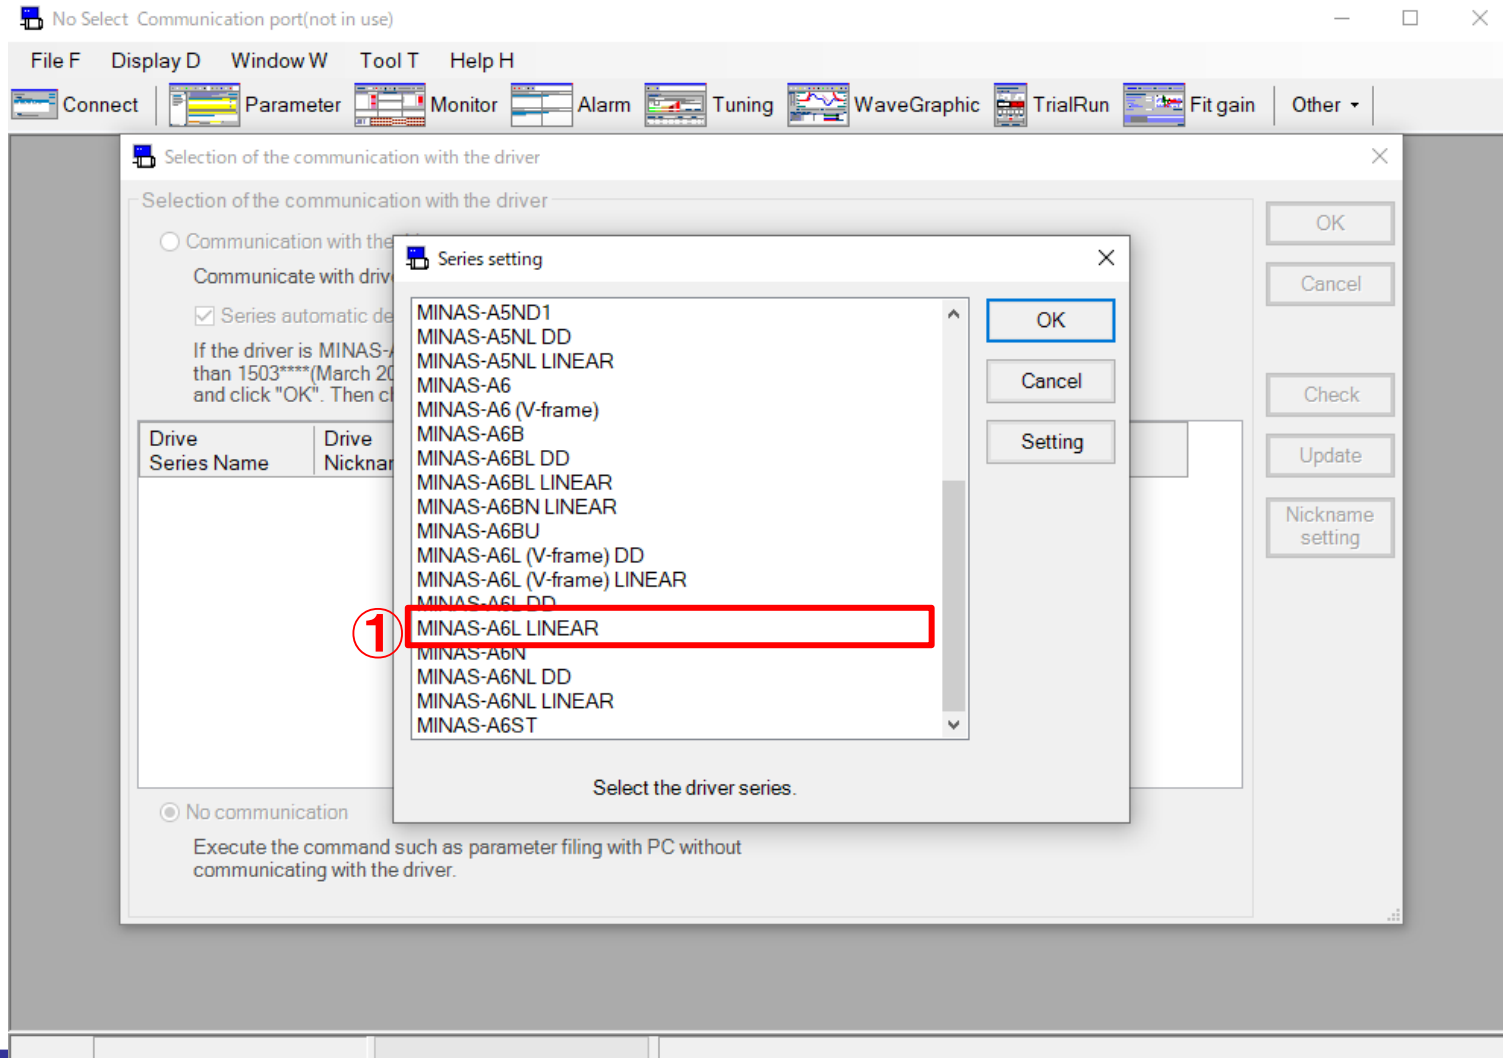 No Select Communication port(not in use)
File F Display D Window W Tool T Help H
Connect Parameter Monitor Alarm Tuning WaveGraphic TrialRun Fit gain Other
Selection of the communication with the driver
Selection of the communication with the driver
OK
Communication with the
Cancel
Communicate with driv
Series automatic de
If the driver is MINAS-
than 1503****(March 20
and click "OK". Then
Check
Drive
Series Name
Drive
Update
Nickname
setting
Series setting
MINAS-A5ND1
MINAS-A5NL DD
MINAS-A5NL LINEAR
MINAS-A6
MINAS-A6 (V-frame)
MINAS-A6B
MINAS-A6BL DD
MINAS-A6BL LINEAR
MINAS-A6BN LINEAR
MINAS-A6BU
MINAS-A6L (V-frame) DD
MINAS-A6L (V-frame) LINEAR
MINAS-A6L DD
① MINAS-A6L LINEAR
MINAS-A6N
MINAS-A6NL DD
MINAS-A6NL LINEAR
MINAS-A6ST
OK
Cancel
Setting
Select the driver series.
No communication
Execute the command such as parameter filing with PC without
communicating with the driver.